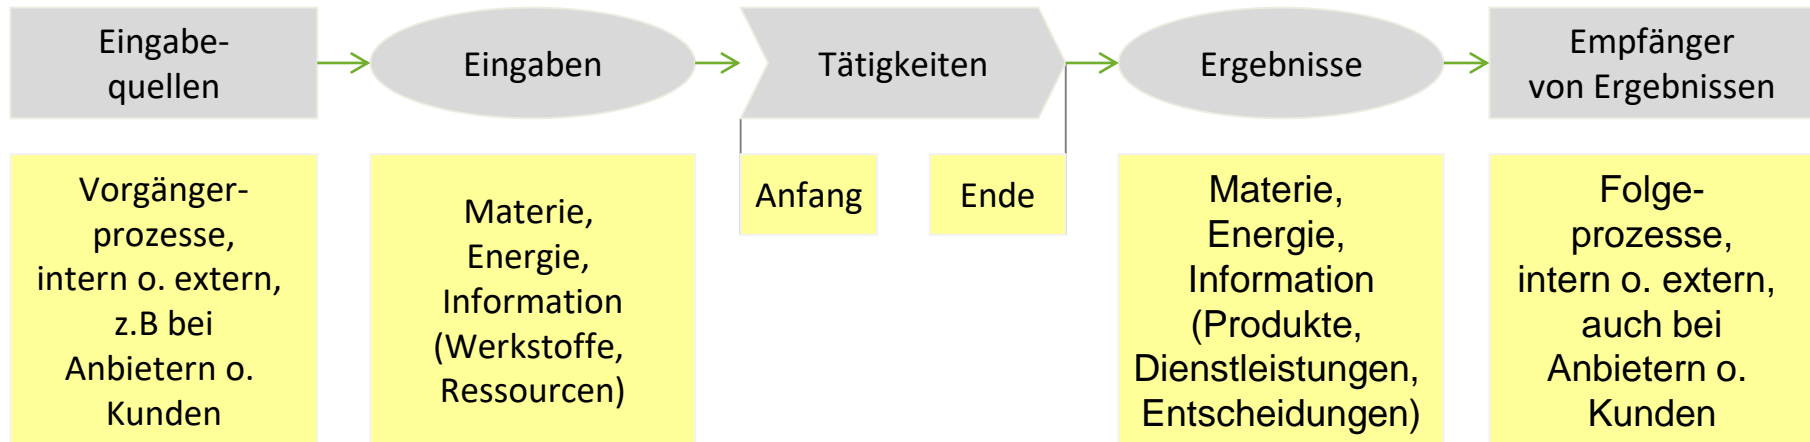 Eingabe-
quellen
Eingaben
Tätigkeiten
Ergebnisse
Empfänger
von Ergebnissen
Vorgänger-
prozesse,
intern o. extern,
z.B bei
Anbietern o.
Kunden
Materie,
Energie,
Information
(Werkstoffe,
Ressourcen)
Anfang
Ende
Materie,
Energie,
Information
(Produkte,
Dienstleistungen,
Entscheidungen)
Folge-
prozesse,
intern o. extern,
auch bei
Anbietern o.
Kunden